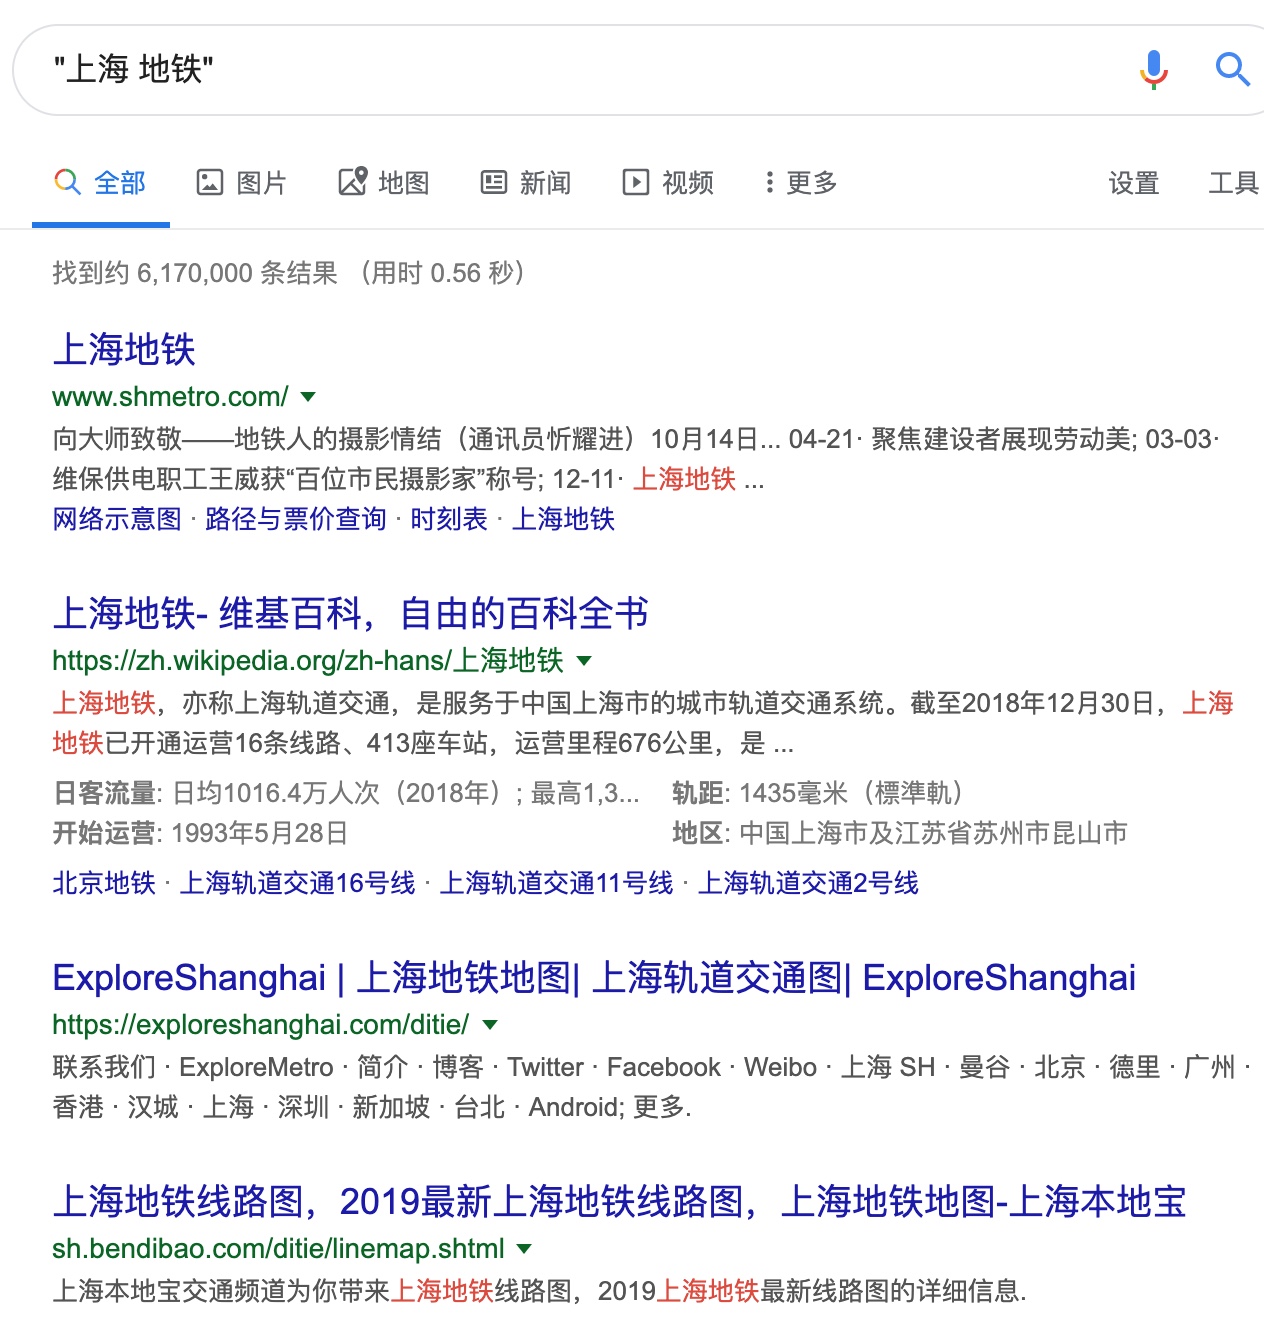 "上海 地铁"
全部 图片 地图 新闻 视频 更多 设置 工具
找到约 6,170,000 条结果 （用时 0.56 秒）
上海地铁
www.shmetro.com/
向大师致敬——地铁人的摄影情结（通讯员忻耀进）10月14日... 04-21· 聚焦建设者展现劳动美; 03-03·
维保供电职工王威获“百位市民摄影家”称号; 12-11· 上海地铁 ...
网络示意图 · 路径与票价查询 · 时刻表 · 上海地铁
上海地铁- 维基百科，自由的百科全书
https://zh.wikipedia.org/zh-hans/上海地铁
上海地铁，亦称上海轨道交通，是服务于中国上海市的城市轨道交通系统。截至2018年12月30日，上海
地铁已开通运营16条线路、413座车站，运营里程676公里，是 ...
日客流量: 日均1016.4万人次（2018年）; 最高1,3... 轨距: 1435毫米（標準軌）
开始运营: 1993年5月28日 地区: 中国上海市及江苏省苏州市昆山市
北京地铁 · 上海轨道交通16号线 · 上海轨道交通11号线 · 上海轨道交通2号线
ExploreShanghai | 上海地铁地图| 上海轨道交通图| ExploreShanghai
https://exploreshanghai.com/ditie/
联系我们 · ExploreMetro · 简介 · 博客 · Twitter · Facebook · Weibo · 上海 SH · 曼谷 · 北京 · 德里 · 广州 ·
香港 · 汉城 · 上海 · 深圳 · 新加坡 · 台北 · Android; 更多.
上海地铁线路图，2019最新上海地铁线路图，上海地铁地图-上海本地宝
sh.bendibao.com/ditie/linemap.shtml
上海本地宝交通频道为你带来上海地铁线路图，2019上海地铁最新线路图的详细信息.